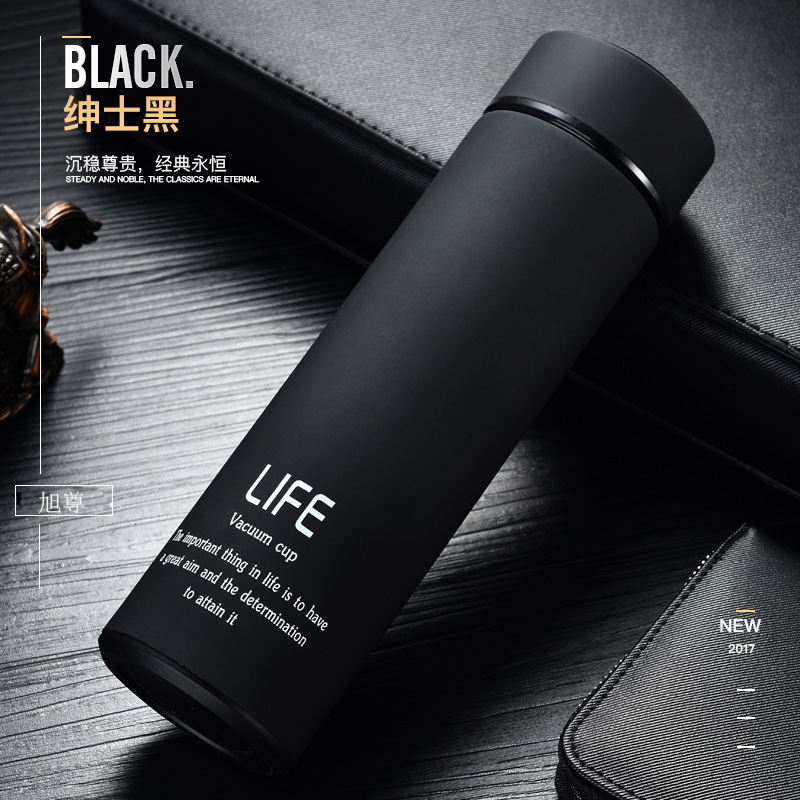 BLACK.
绅士黑
沉稳尊贵，经典永恒
STEADY AND NOBLE, THE CLASSICS ARE ETERNAL
旭尊
LIFE
Vacuum cup
The important thing in life is to have
a great aim and the determination
to attain it
NEW
2017